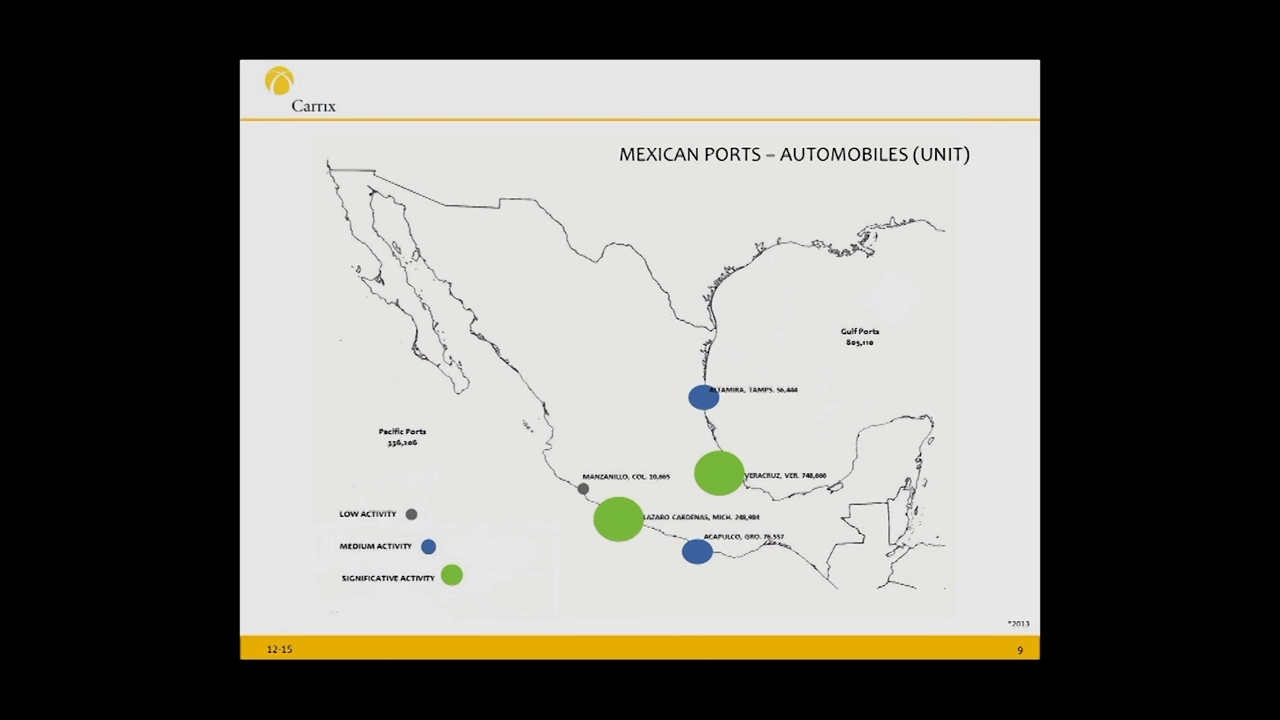 Carrix
MEXICAN PORTS – AUTOMOBILES (UNIT)
Gulf Ports
805,110
ALTAMIRA, TAMPS. 56,444
Pacific Ports
336,206
MANZANILLO, COL. 10,665
VERACRUZ, VER. 748,666
LOW ACTIVITY
LAZARO CARDENAS, MICH. 248,984
ACAPULCO, GRO. 76,557
MEDIUM ACTIVITY
SIGNIFICATIVE ACTIVITY
*2013
12-15
9